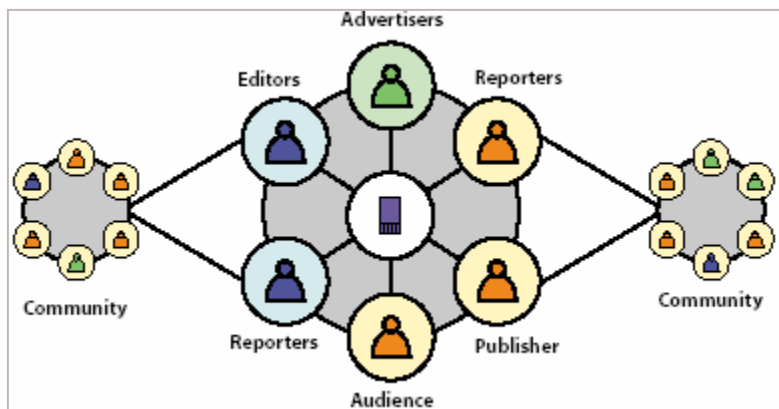 Advertisers
Editors
Reporters
Community
Community
Reporters
Publisher
Audience